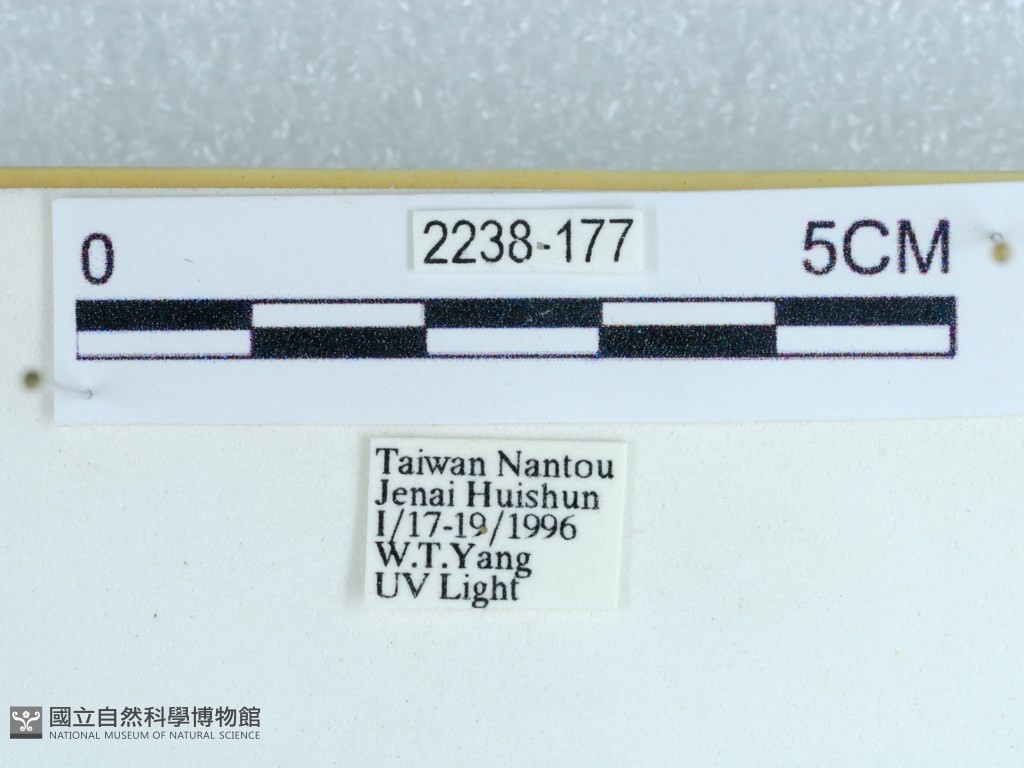 2238-177
0 5CM
Taiwan Nantou
Jenai Huishun
I/17-19/1996
W.T.Yang
UV Light
國立自然科學博物館
NATIONAL MUSEUM OF NATURAL SCIENCE